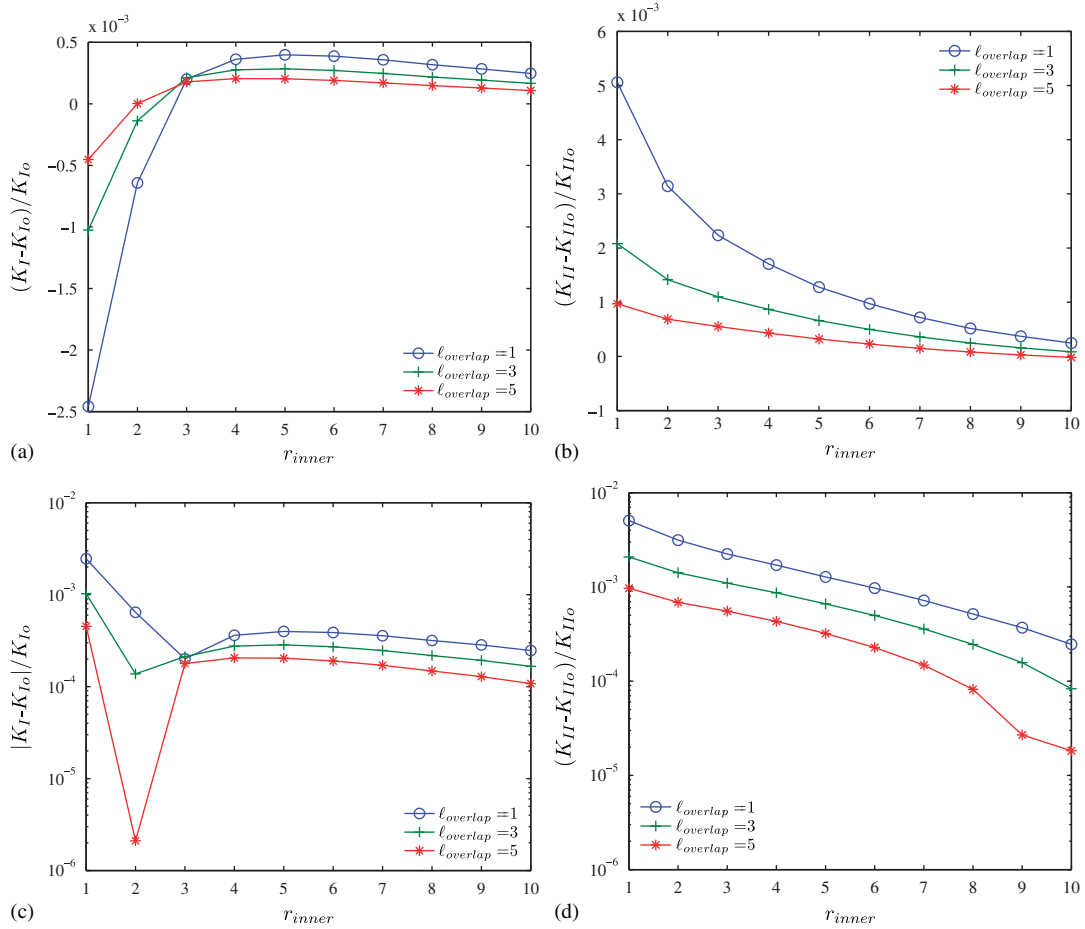 x 10⁻³
0.5
0
−0.5
−1
−1.5
−2
−2.5
(K_I-K_Io)/K_Io
ℓ_overlap =1
ℓ_overlap =3
ℓ_overlap =5
1 2 3 4 5 6 7 8 9 10
(a) r_inner
x 10⁻³
6
5
4
3
2
1
0
−1
(K_II-K_IIo)/K_IIo
ℓ_overlap =1
ℓ_overlap =3
ℓ_overlap =5
1 2 3 4 5 6 7 8 9 10
(b) r_inner
10⁻²
10⁻³
10⁻⁴
10⁻⁵
10⁻⁶
|K_I-K_Io|/K_Io
ℓ_overlap =1
ℓ_overlap =3
ℓ_overlap =5
1 2 3 4 5 6 7 8 9 10
(c) r_inner
10⁻²
10⁻³
10⁻⁴
10⁻⁵
10⁻⁶
(K_II-K_IIo)/K_IIo
ℓ_overlap =1
ℓ_overlap =3
ℓ_overlap =5
1 2 3 4 5 6 7 8 9 10
(d) r_inner